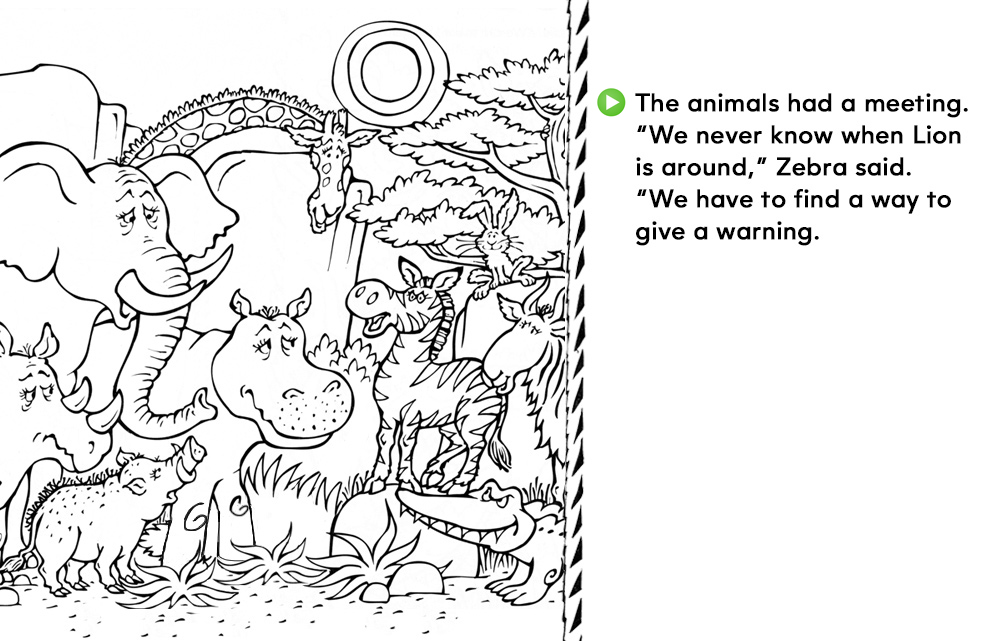 The animals had a meeting.
“We never know when Lion
is around,” Zebra said.
“We have to find a way to
give a warning.